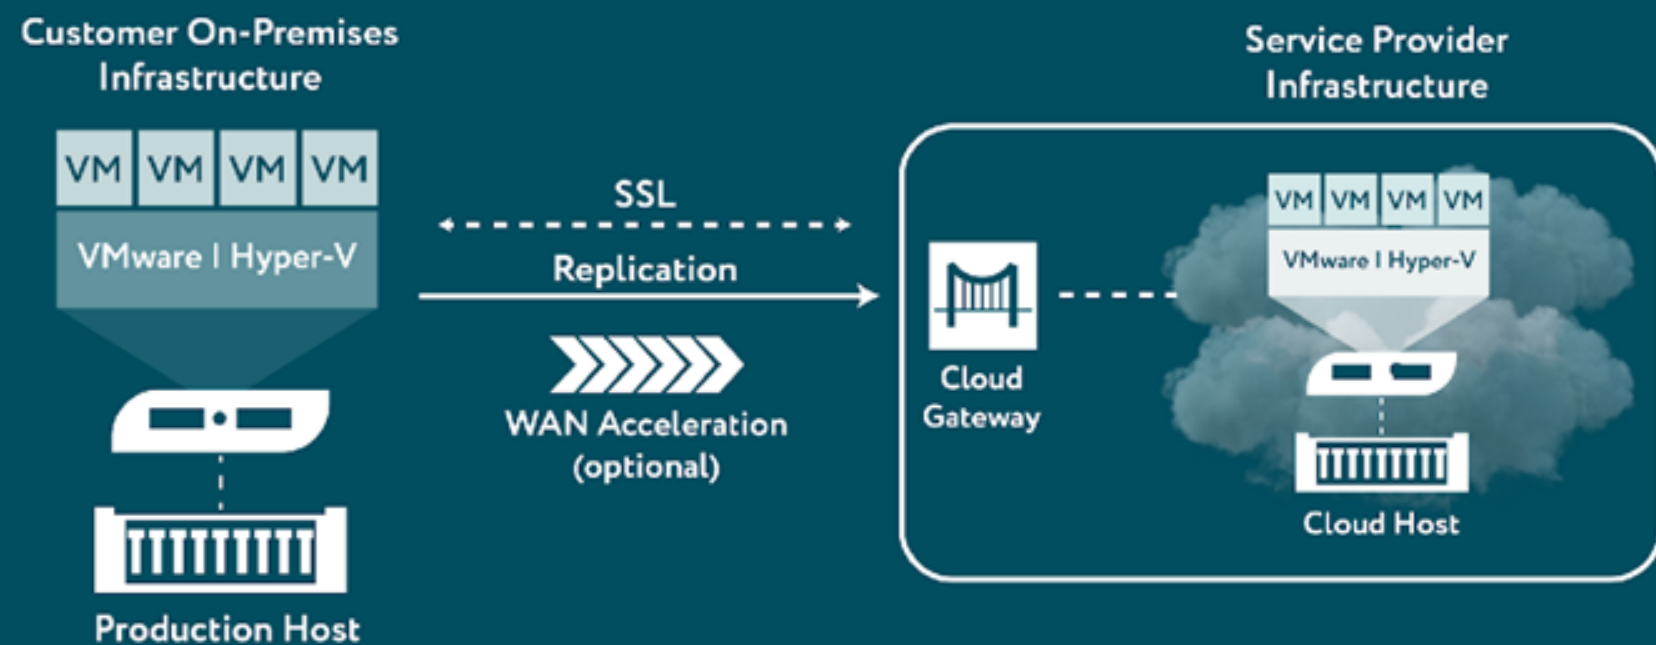 Customer On-Premises
Infrastructure
VM VM VM VM
VMware | Hyper-V
Production Host
SSL
Replication
WAN Acceleration
(optional)
Service Provider
Infrastructure
Cloud
Gateway
VM VM VM VM
VMware | Hyper-V
Cloud Host